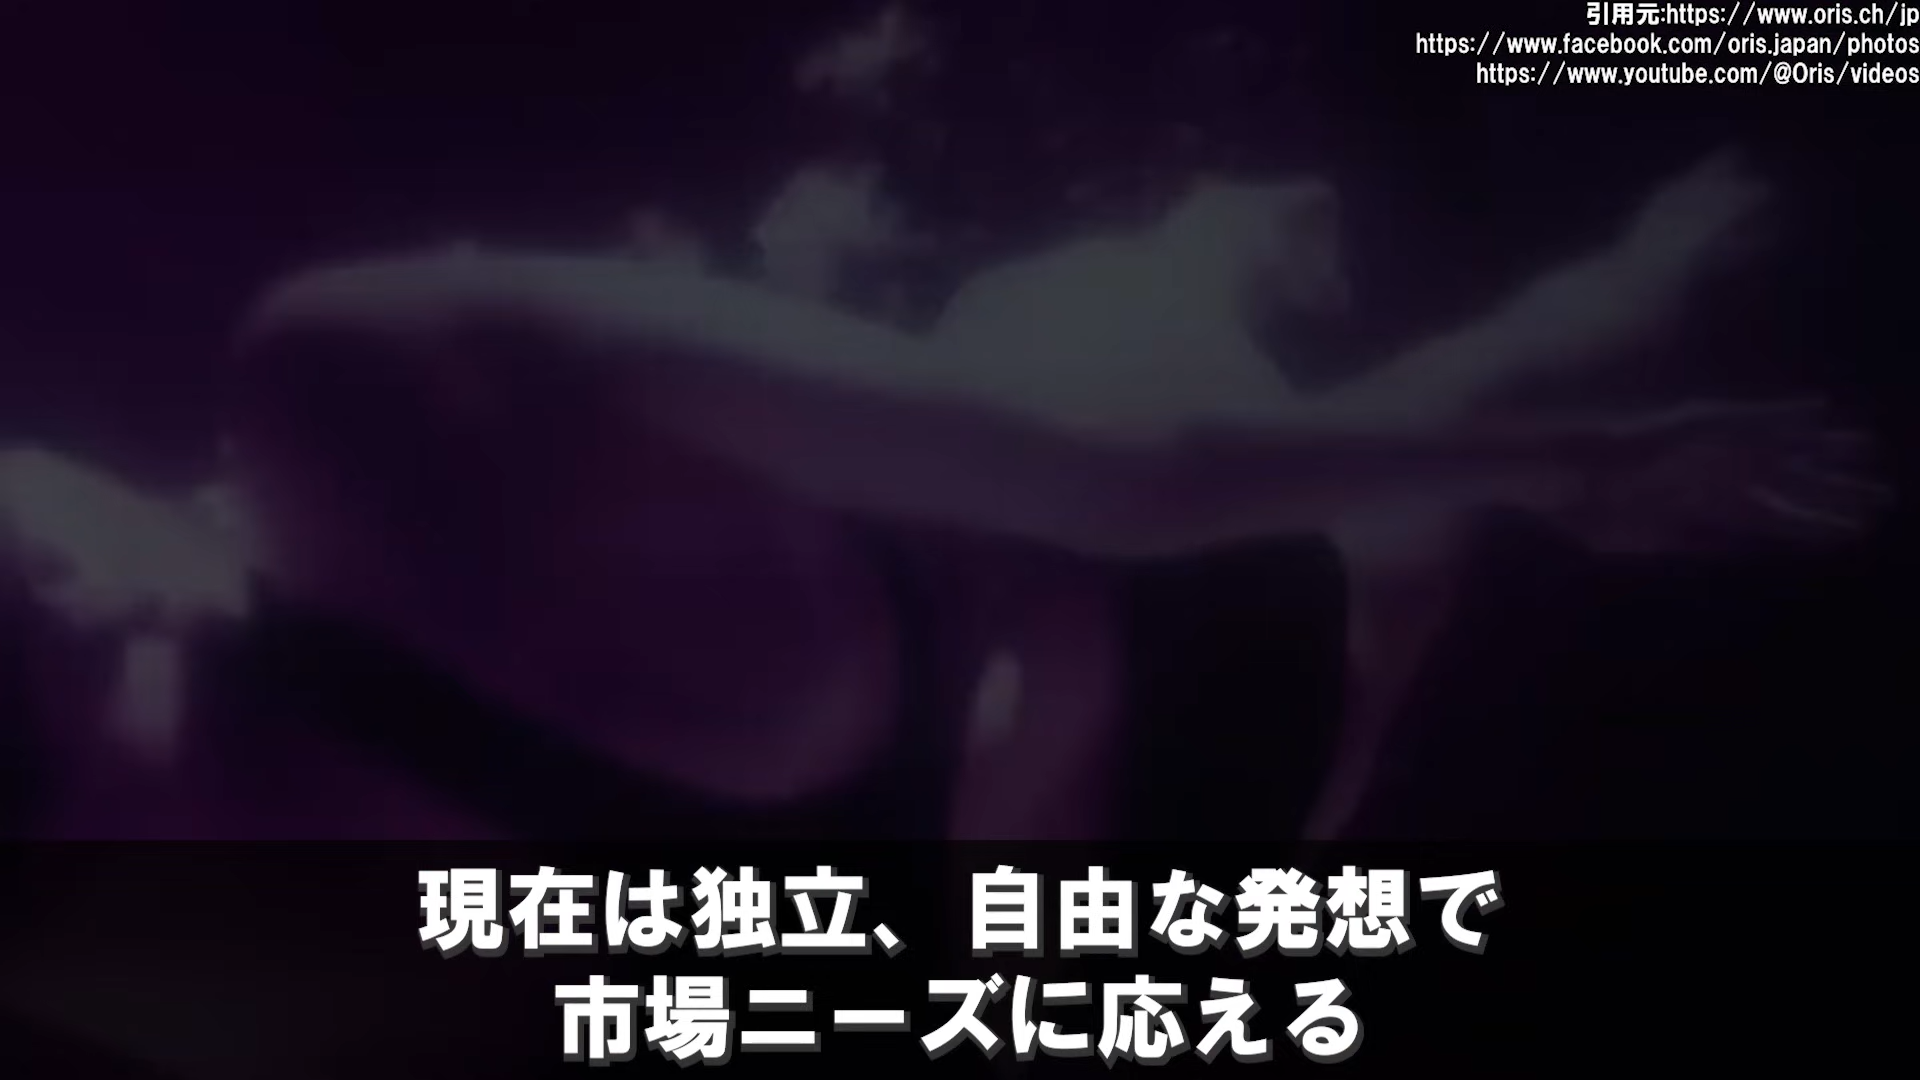 引用元:https://www.oris.ch/jp
https://www.facebook.com/oris.japan/photos
https://www.youtube.com/@Oris/videos
現在は独立、自由な発想で
市場ニーズに応える